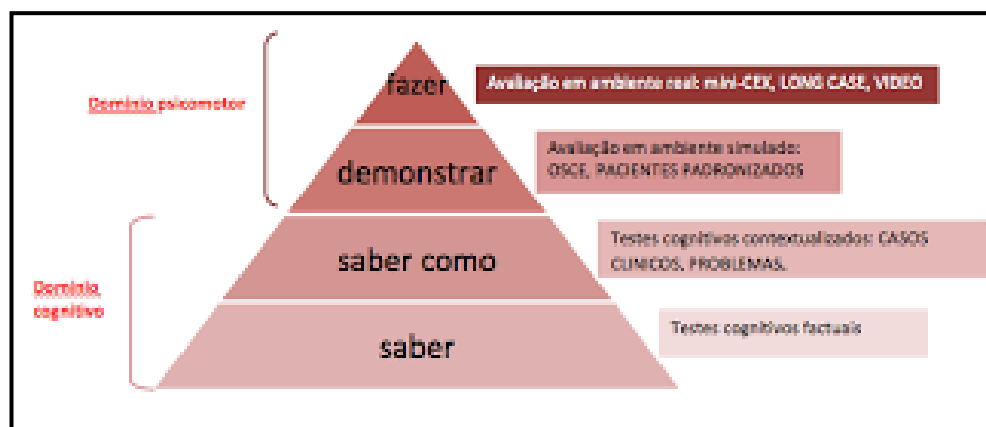 fazer
Avaliação em ambiente real: mini-CEX, LONG CASE, VIDEO
Domínio psicomotor
demonstrar
Avaliação em ambiente simulado:
OSCE, PACIENTES PADRONIZADOS
saber como
Testes cognitivos contextualizados: CASOS
CLINICOS, PROBLEMAS.
Domínio
cognitivo
saber
Testes cognitivos factuais